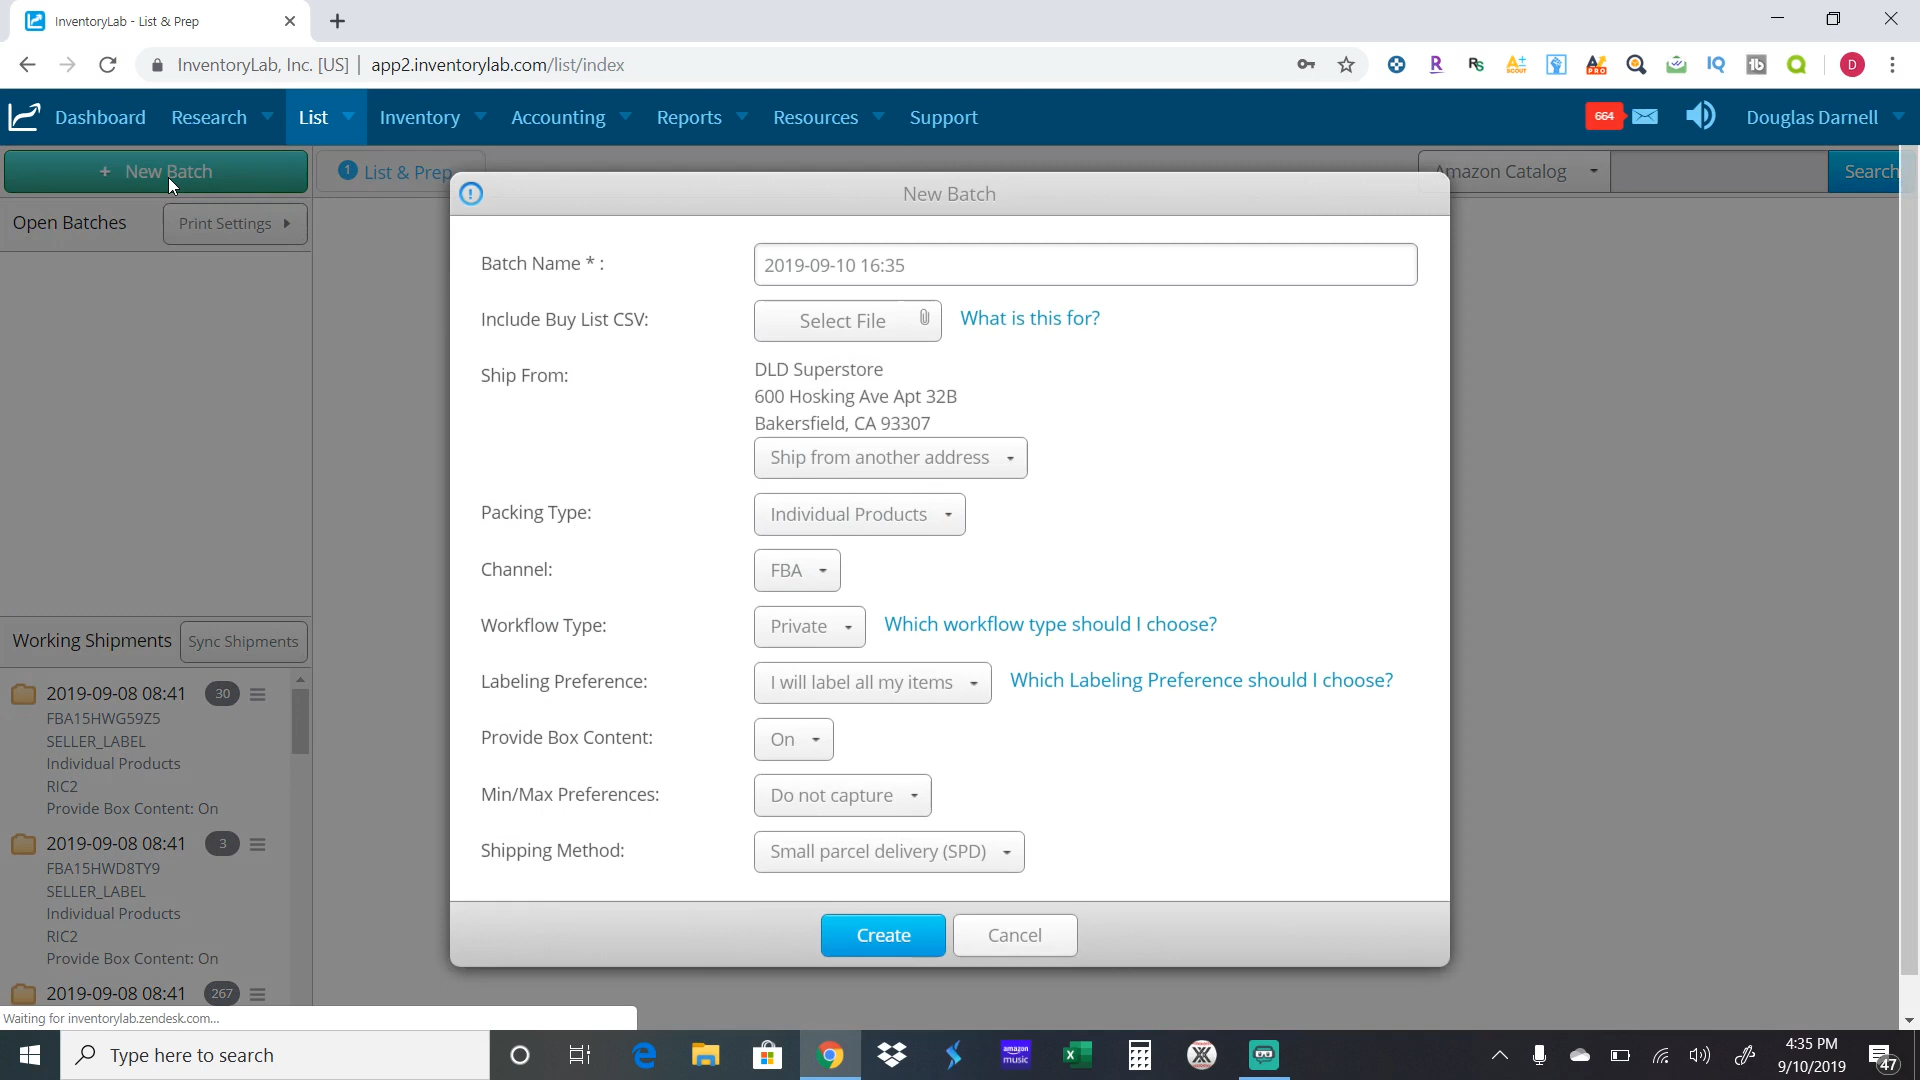 InventoryLab - List & Prep
InventoryLab, Inc. [US] | app2.inventorylab.com/list/index
Dashboard Research List Inventory Accounting Reports Resources Support 664 Douglas Darnell
+ New Batch
1 List & Prep
Amazon Catalog
Search
Open Batches
Print Settings
New Batch
Batch Name * :
2019-09-10 16:35
Include Buy List CSV:
Select File
What is this for?
Ship From:
DLD Superstore
600 Hosking Ave Apt 32B
Bakersfield, CA 93307
Ship from another address
Packing Type:
Individual Products
Channel:
FBA
Workflow Type:
Private
Which workflow type should I choose?
Labeling Preference:
I will label all my items
Which Labeling Preference should I choose?
Provide Box Content:
On
Min/Max Preferences:
Do not capture
Shipping Method:
Small parcel delivery (SPD)
Create
Cancel
Working Shipments
Sync Shipments
2019-09-08 08:41 30
FBA15HWG59Z5
SELLER_LABEL
Individual Products
RIC2
Provide Box Content: On
2019-09-08 08:41 3
FBA15HWD8TY9
SELLER_LABEL
Individual Products
RIC2
Provide Box Content: On
2019-09-08 08:41 267
Waiting for inventorylab.zendesk.com...
Type here to search
amazon music
4:35 PM
9/10/2019
47